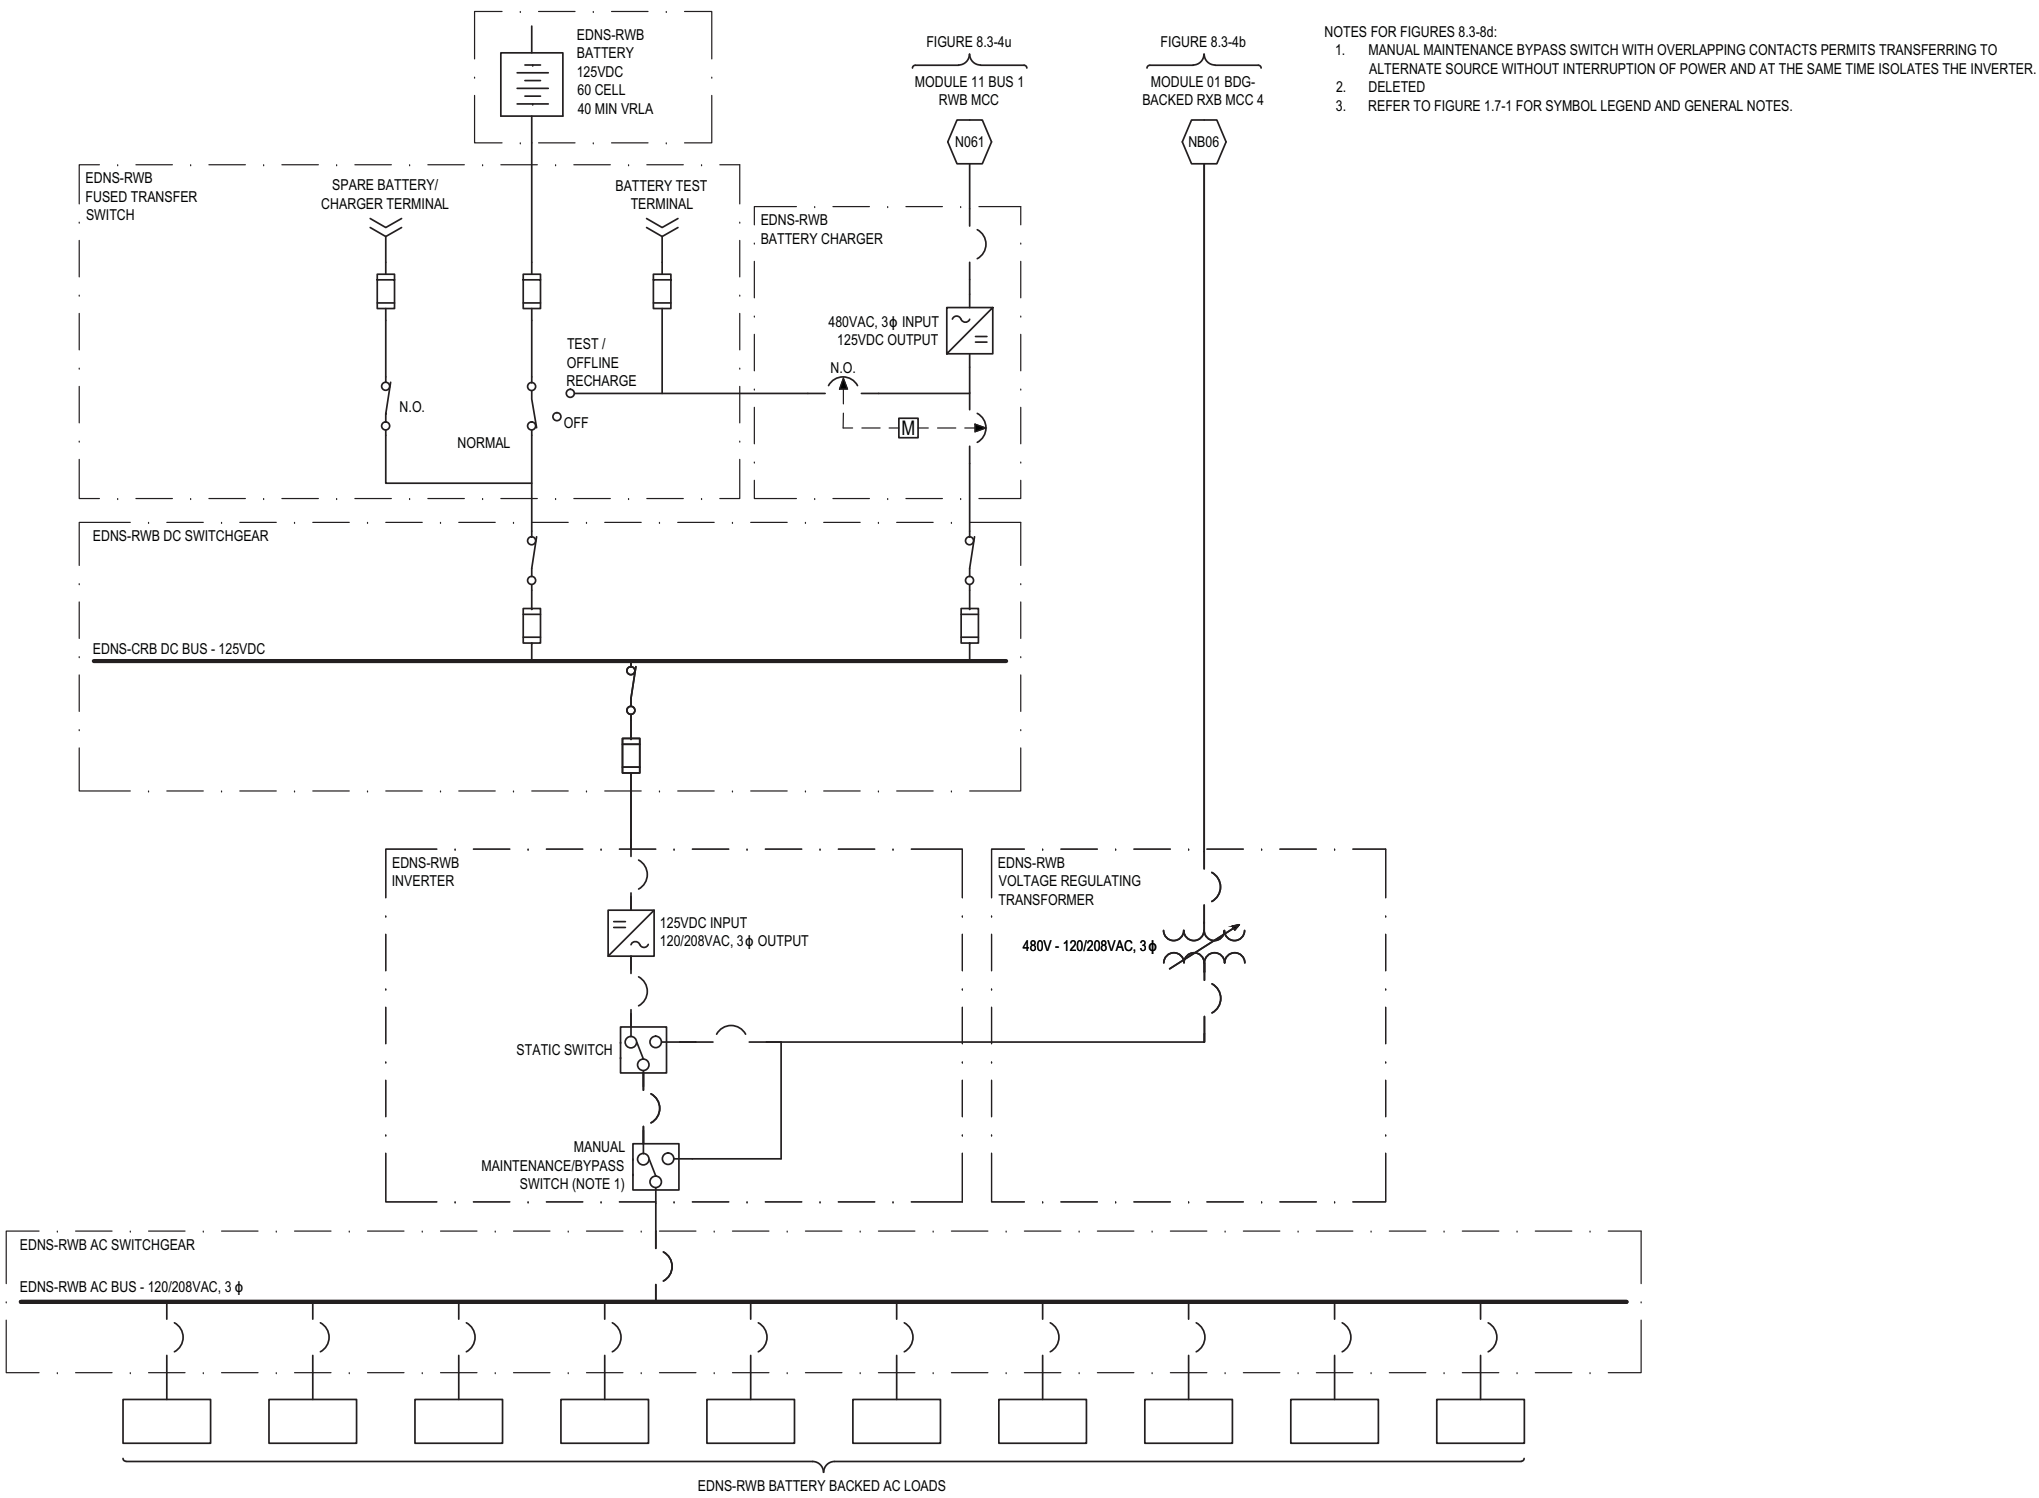 EDNS-RWB
BATTERY
125VDC
60 CELL
40 MIN VRLA
FIGURE 8.3-4u
MODULE 11 BUS 1
RWB MCC
N061
FIGURE 8.3-4b
MODULE 01 BDG-
BACKED RXB MCC 4
NB06
NOTES FOR FIGURES 8.3-8d:
1. MANUAL MAINTENANCE BYPASS SWITCH WITH OVERLAPPING CONTACTS PERMITS TRANSFERRING TO
ALTERNATE SOURCE WITHOUT INTERRUPTION OF POWER AND AT THE SAME TIME ISOLATES THE INVERTER.
2. DELETED
3. REFER TO FIGURE 1.7-1 FOR SYMBOL LEGEND AND GENERAL NOTES.
EDNS-RWB
FUSED TRANSFER
SWITCH
SPARE BATTERY/
CHARGER TERMINAL
BATTERY TEST
TERMINAL
EDNS-RWB
BATTERY CHARGER
480VAC, 3ϕ INPUT
125VDC OUTPUT
TEST /
OFFLINE
RECHARGE
N.O.
N.O.
OFF
M
NORMAL
EDNS-RWB DC SWITCHGEAR
EDNS-CRB DC BUS - 125VDC
EDNS-RWB
INVERTER
125VDC INPUT
120/208VAC, 3ϕ OUTPUT
EDNS-RWB
VOLTAGE REGULATING
TRANSFORMER
480V - 120/208VAC, 3ϕ
STATIC SWITCH
MANUAL
MAINTENANCE/BYPASS
SWITCH (NOTE 1)
EDNS-RWB AC SWITCHGEAR
EDNS-RWB AC BUS - 120/208VAC, 3 ϕ
EDNS-RWB BATTERY BACKED AC LOADS